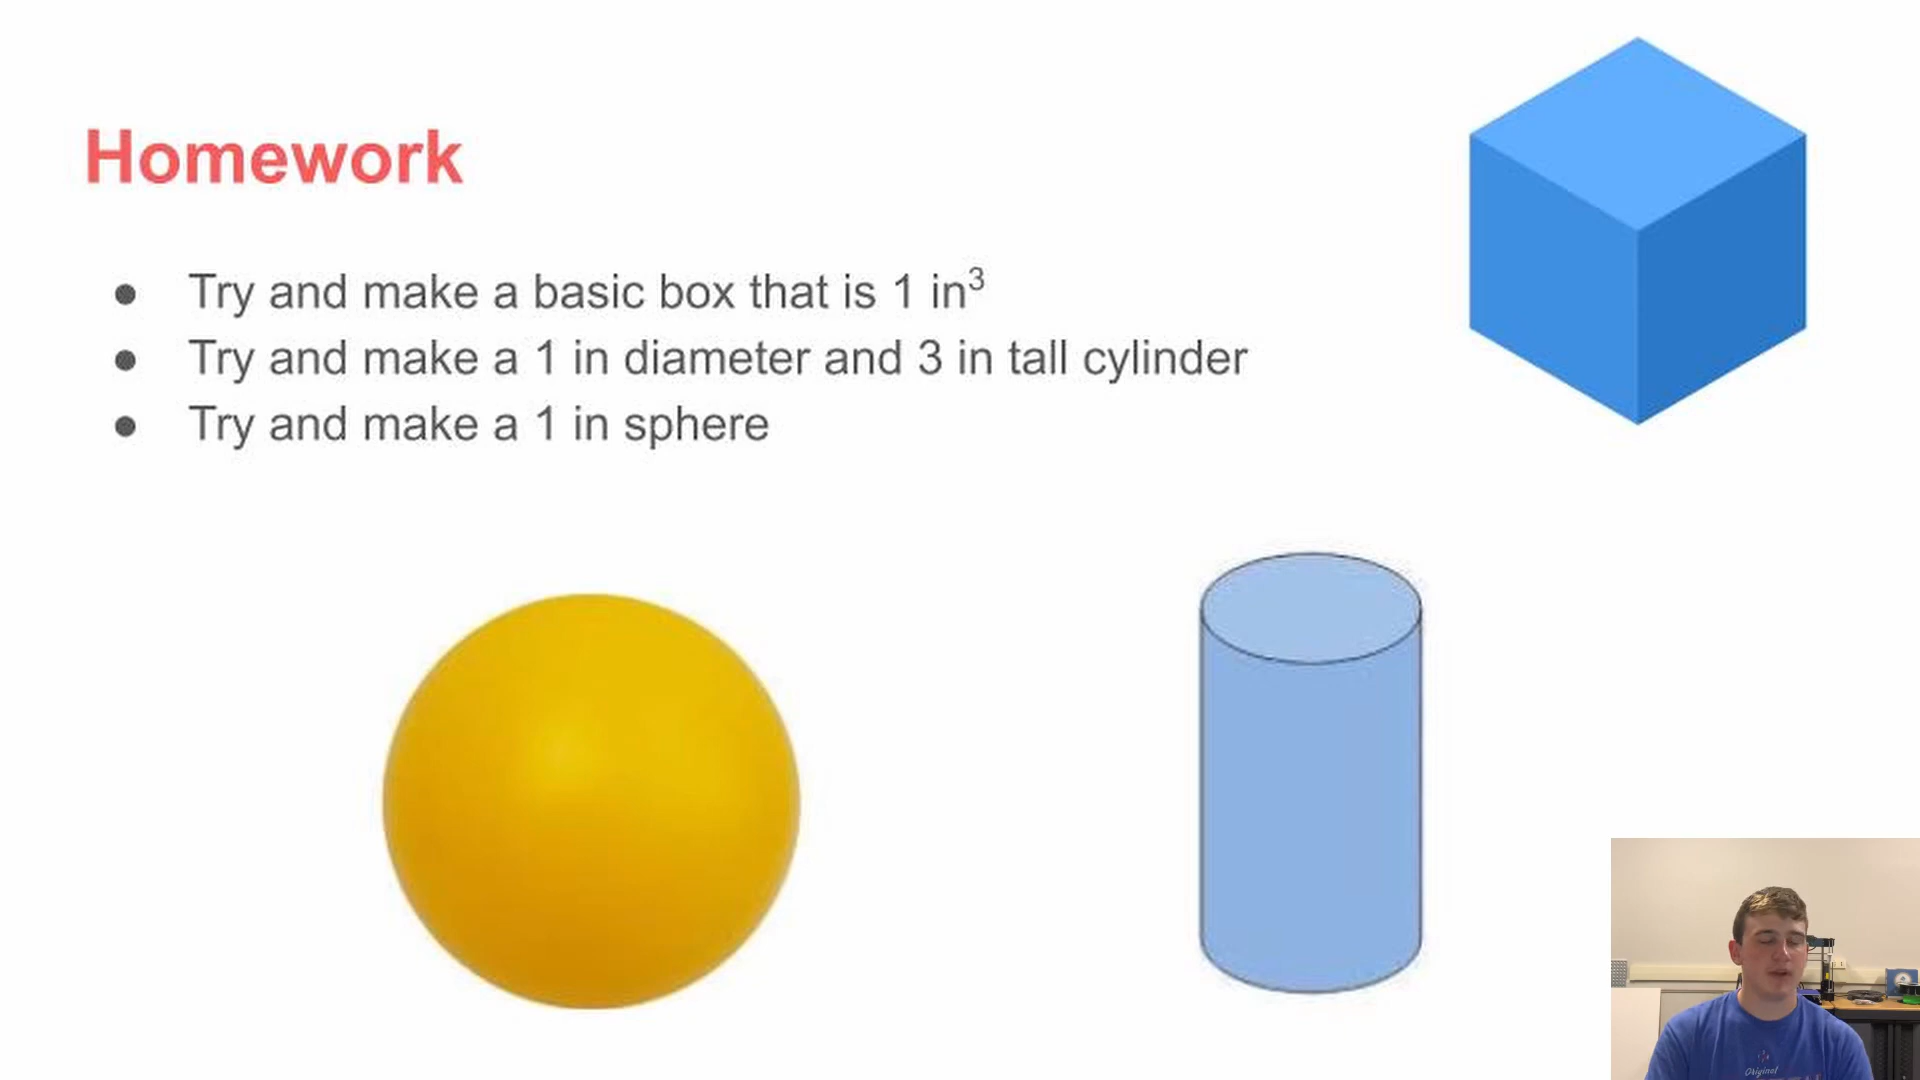 Homework
● Try and make a basic box that is 1 in³
● Try and make a 1 in diameter and 3 in tall cylinder
● Try and make a 1 in sphere
Original